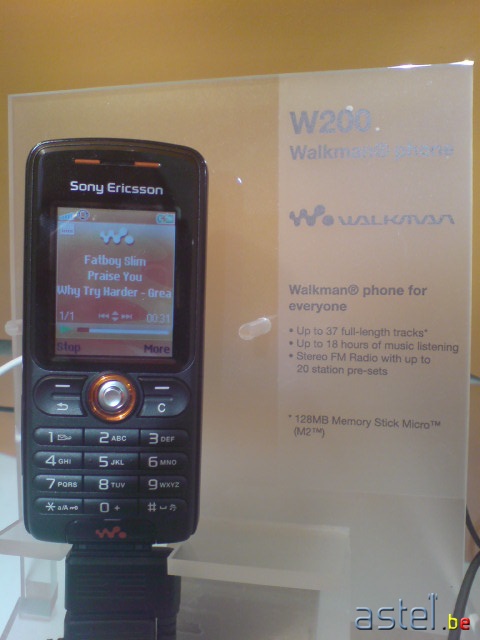 W200
Walkman® phone
WALKMAN
Walkman® phone for
everyone
• Up to 37 full-length tracks*
• Up to 18 hours of music listening
• Stereo FM Radio with up to
20 station pre-sets
* 128MB Memory Stick Micro™
(M2™)
Sony Ericsson
Fatboy Slim
Praise You
Why Try Harder - Grea
1/1 00:31
Stop More
C
1 2 ABC 3 DEF
4 GHI 5 JKL 6 MNO
7 PQRS 8 TUV 9 WXYZ
* a/A 0 + #
astel.be